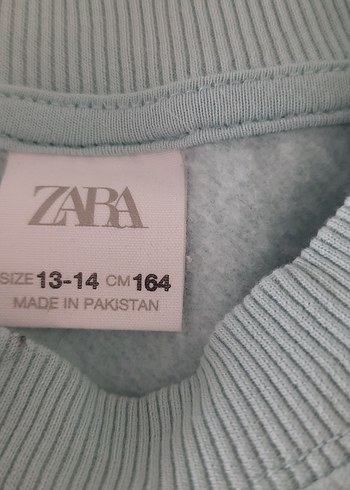 ZARA
SIZE 13-14 CM 164
MADE IN PAKISTAN